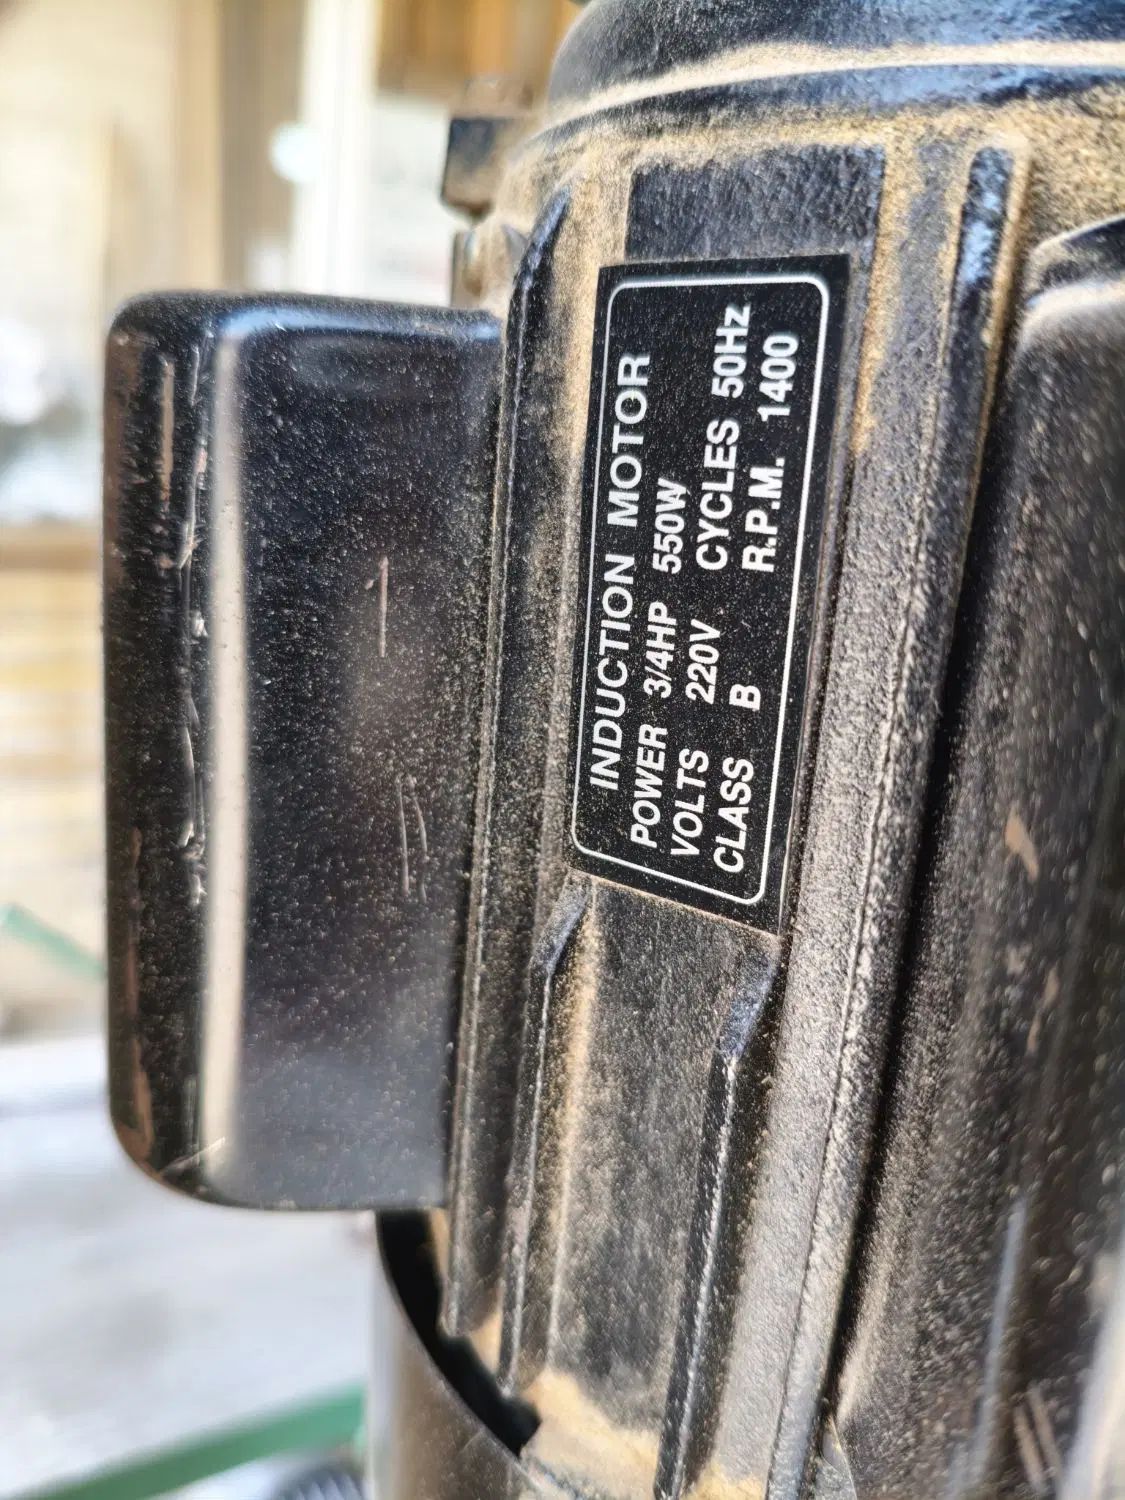 INDUCTION MOTOR
POWER 3/4HP 550W
VOLTS 220V CYCLES 50Hz
CLASS B R.P.M. 1400